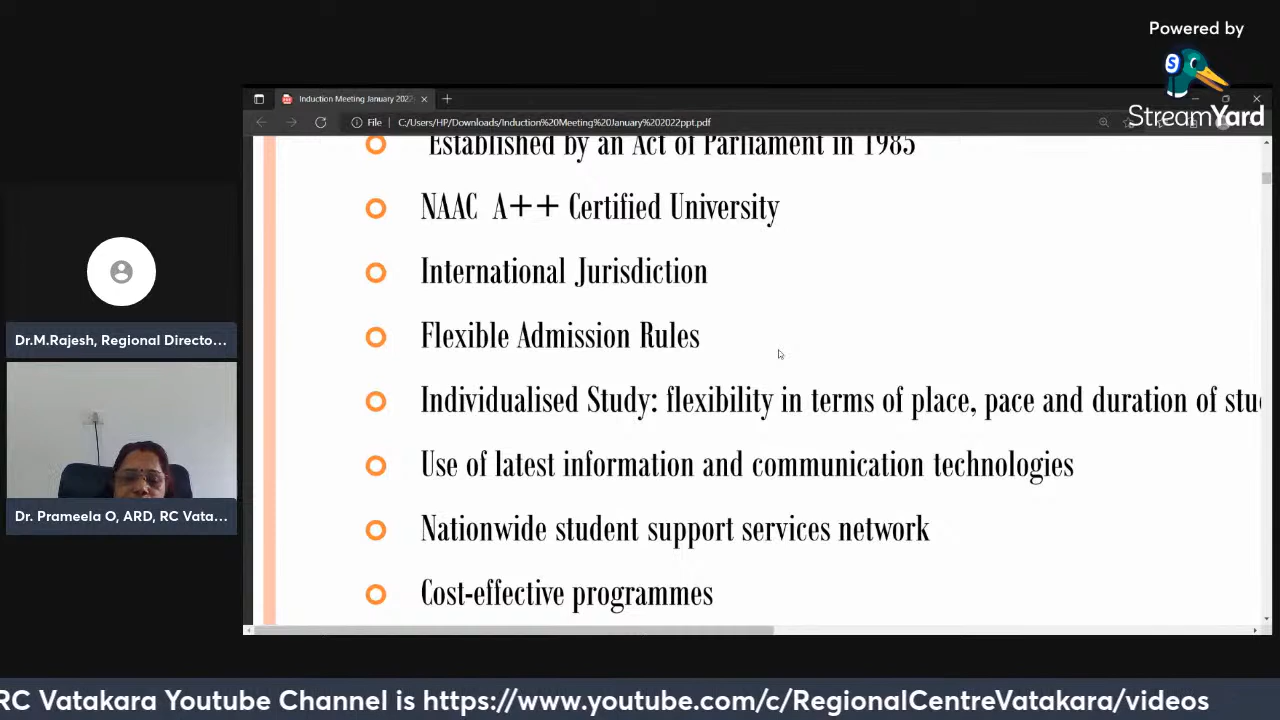 Powered by
StreamYard
Induction Meeting January 2022
File
C:/Users/HP/Downloads/Induction%20Meeting%20January%202022ppt.pdf
Established by an Act of Parliament in 1985
NAAC A++ Certified University
International Jurisdiction
Flexible Admission Rules
Individualised Study: flexibility in terms of place, pace and duration of stu
Use of latest information and communication technologies
Nationwide student support services network
Cost-effective programmes
Dr.M.Rajesh, Regional Directo...
Dr. Prameela O, ARD, RC Vata...
RC Vatakara Youtube Channel is https://www.youtube.com/c/RegionalCentreVatakara/videos